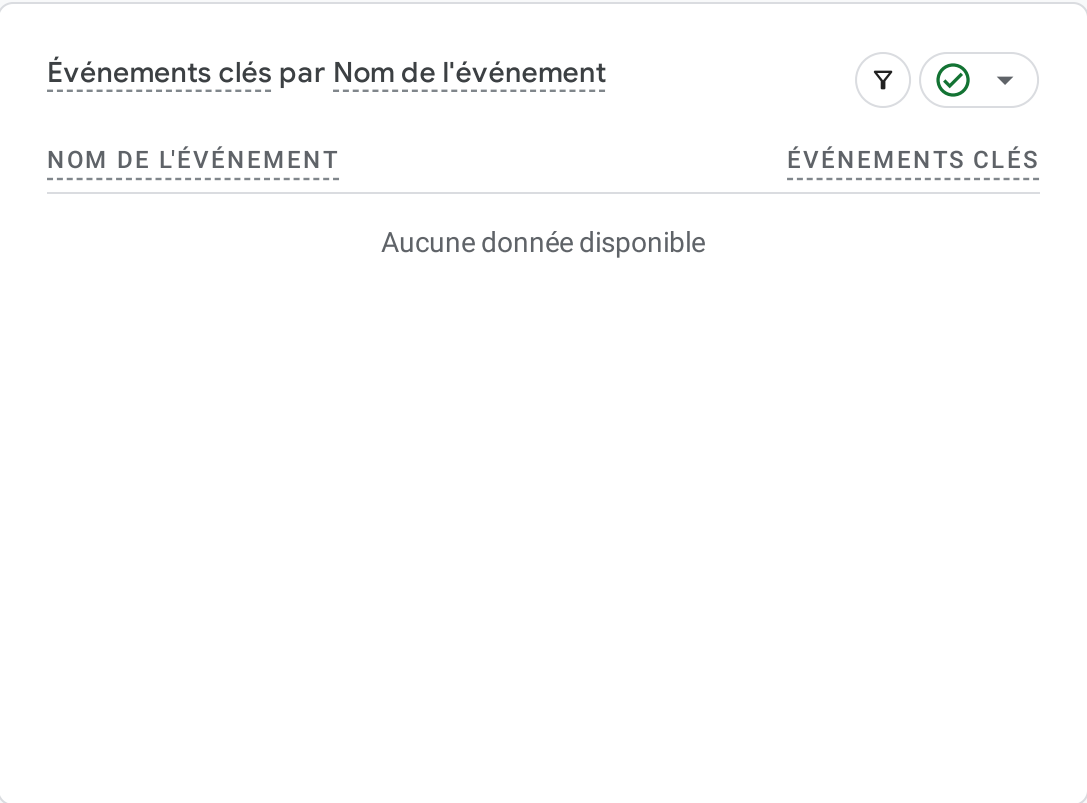 Événements clés par Nom de l'événement
NOM DE L'ÉVÉNEMENT ÉVÉNEMENTS CLÉS
Aucune donnée disponible